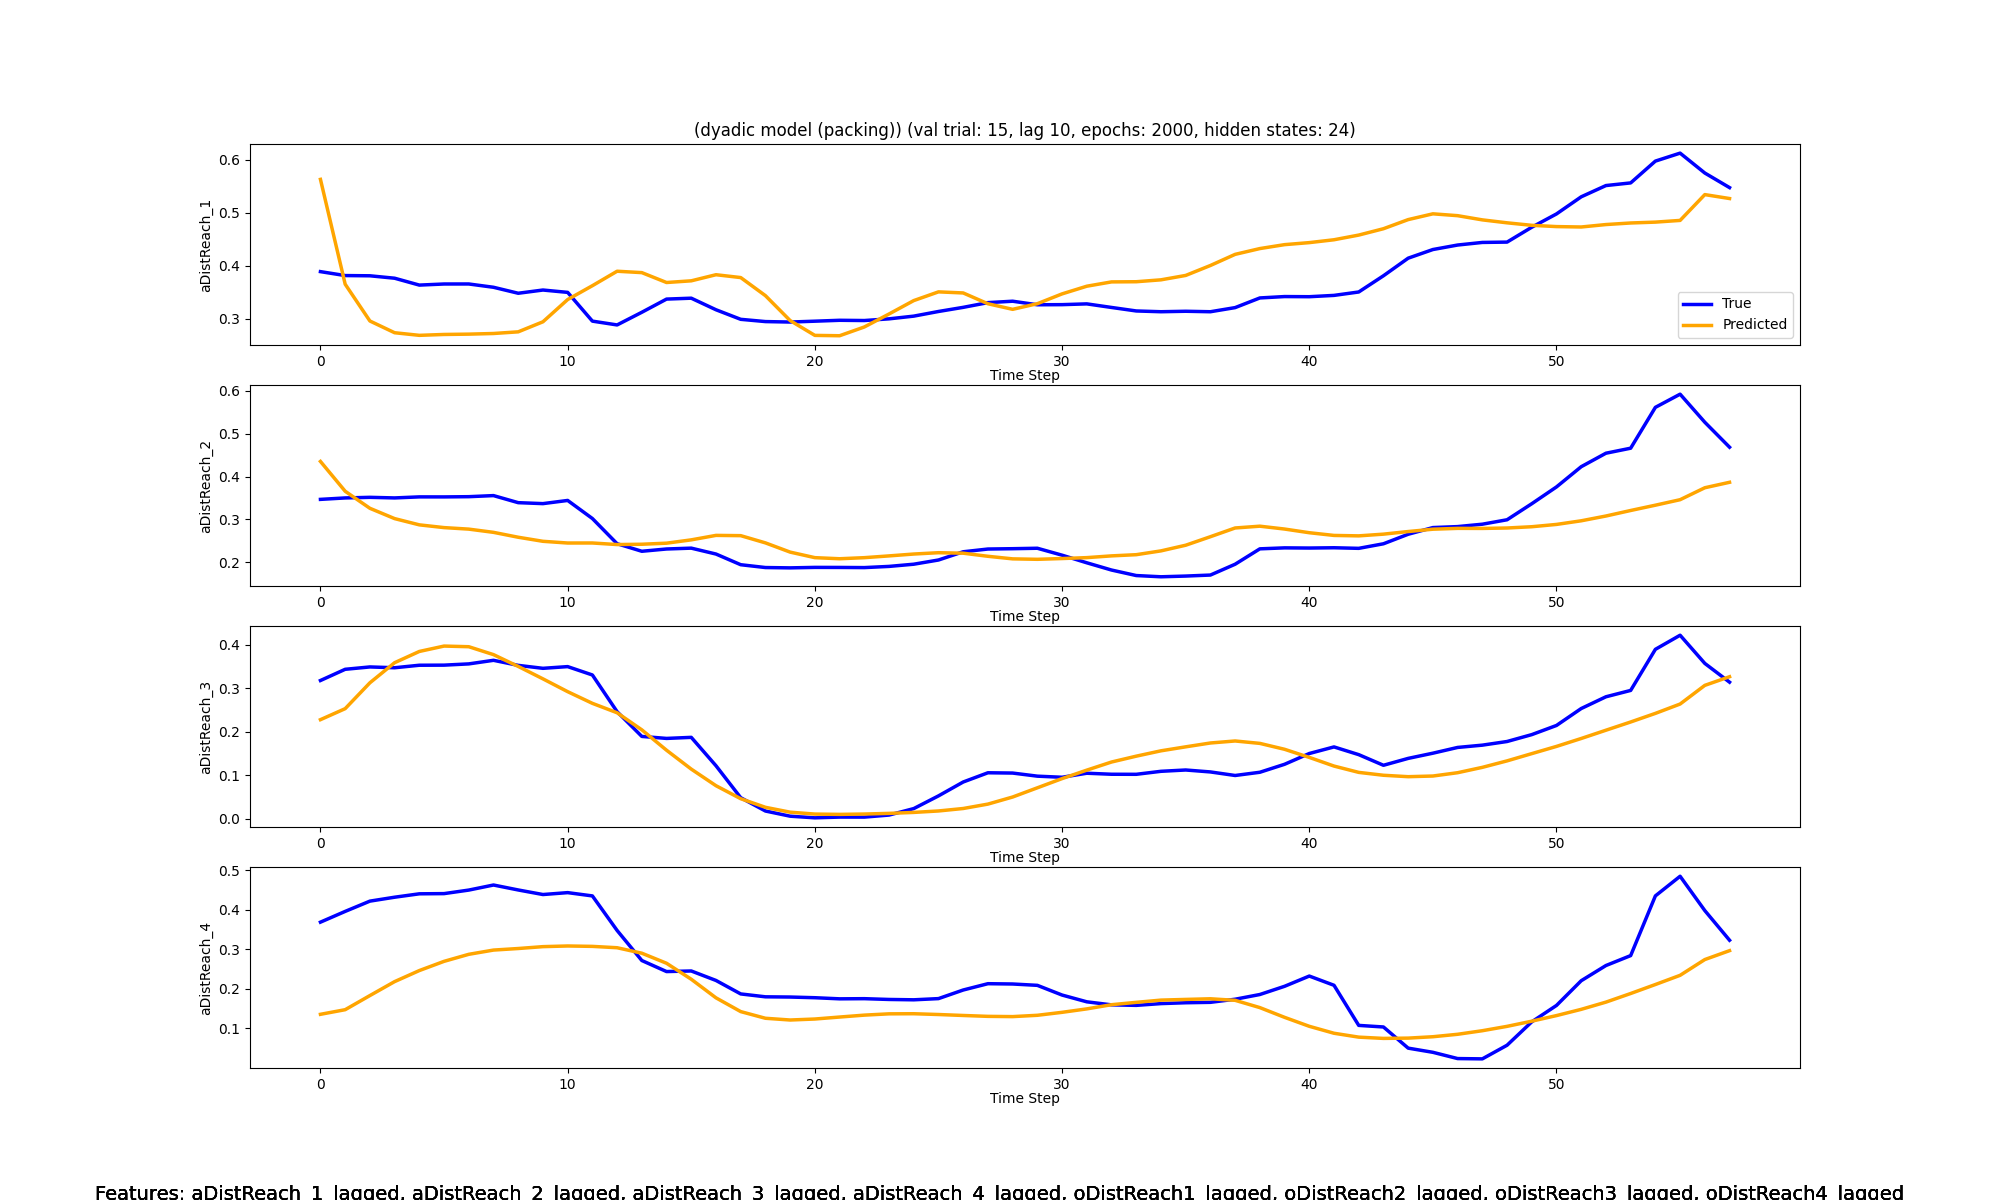 (dyadic model (packing)) (val trial: 15, lag 10, epochs: 2000, hidden states: 24)
aDistReach_1
0.6
0.5
0.4
0.3
True
Predicted
0 10 20 30 40 50
Time Step
aDistReach_2
0.6
0.5
0.4
0.3
0.2
0 10 20 30 40 50
Time Step
aDistReach_3
0.4
0.3
0.2
0.1
0.0
0 10 20 30 40 50
Time Step
aDistReach_4
0.5
0.4
0.3
0.2
0.1
0 10 20 30 40 50
Time Step
Features: aDistReach_1_lagged, aDistReach_2_lagged, aDistReach_3_lagged, aDistReach_4_lagged, oDistReach1_lagged, oDistReach2_lagged, oDistReach3_lagged, oDistReach4_lagged